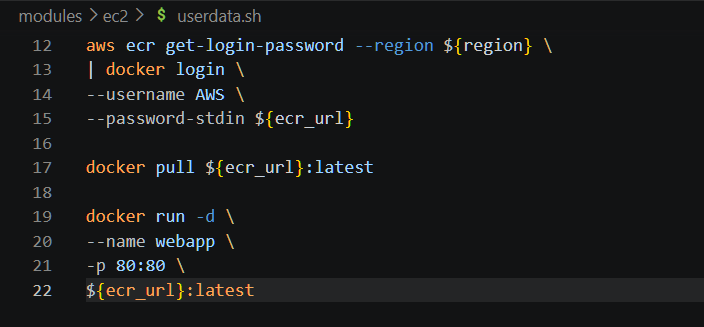 modules > ec2 > $ userdata.sh
12 aws ecr get-login-password --region ${region} \
13 | docker login \
14 --username AWS \
15 --password-stdin ${ecr_url}
16
17 docker pull ${ecr_url}:latest
18
19 docker run -d \
20 --name webapp \
21 -p 80:80 \
22 ${ecr_url}:latest